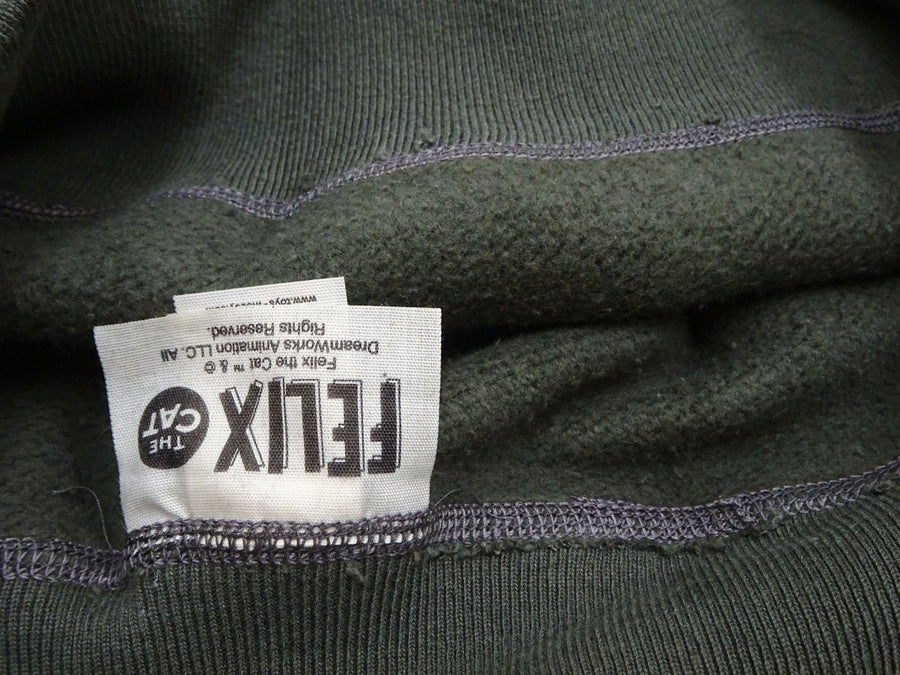 FELIX
THE
CAT
Felix the Cat ™ & ©
DreamWorks Animation LLC. All
Rights Reserved.